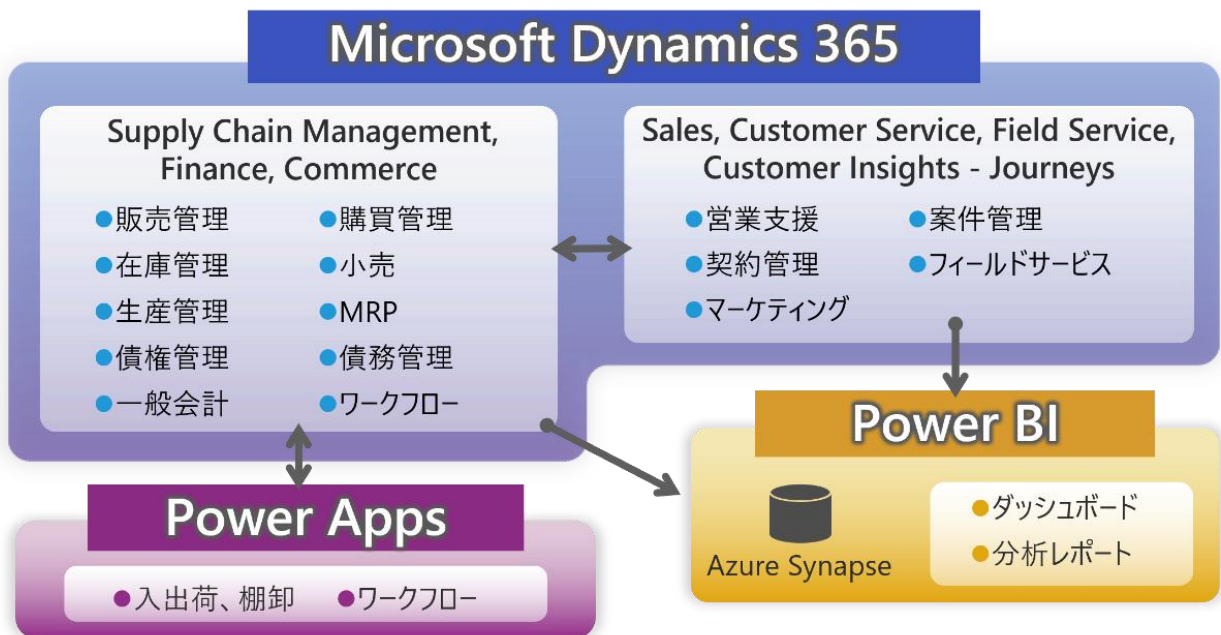 Microsoft Dynamics 365
Supply Chain Management,
Finance, Commerce
●販売管理
●購買管理
●在庫管理
●小売
●生産管理
●MRP
●債権管理
●債務管理
●一般会計
●ワークフロー
Sales, Customer Service, Field Service,
Customer Insights - Journeys
●営業支援
●案件管理
●契約管理
●フィールドサービス
●マーケティング
Power Apps
●入出荷、棚卸
●ワークフロー
Power BI
Azure Synapse
●ダッシュボード
●分析レポート